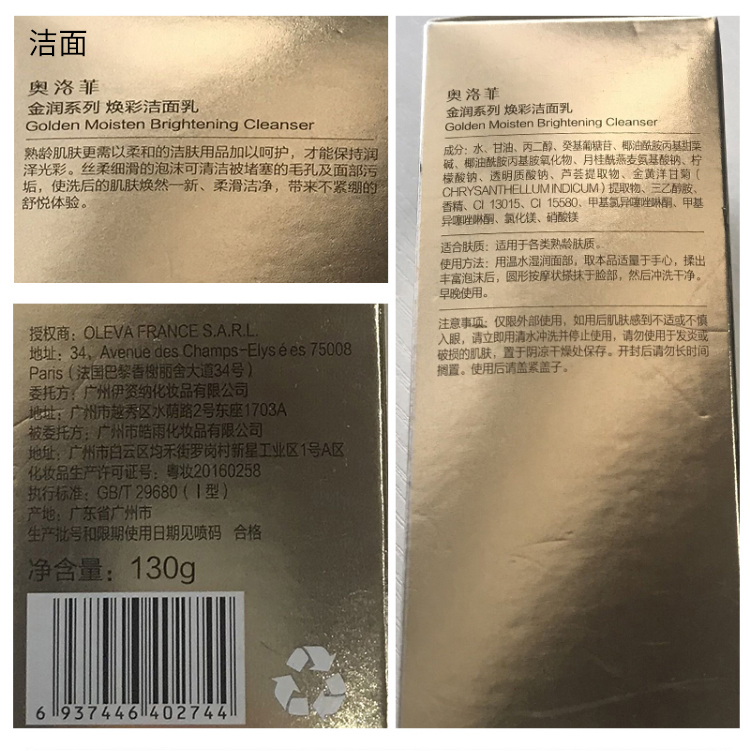 洁面
奥洛菲
金润系列 焕彩洁面乳
Golden Moisten Brightening Cleanser
熟龄肌肤更需以柔和的洁肤用品加以呵护，才能保持润
泽光彩。丝柔细滑的泡沫可清洁被堵塞的毛孔及面部污
垢，使洗后的肌肤焕然一新、柔滑洁净，带来不紧绷的
舒悦体验。
授权商：OLEVA FRANCE S.A.R.L.
地址：34，Avenue des Champs-Elysées 75008
Paris（法国巴黎香榭丽舍大道34号）
委托方：广州伊资纳化妆品有限公司
地址：广州市越秀区水荫路2号东座1703A
被委托方：广州市皓雨化妆品有限公司
地址：广州市白云区均禾街罗岗村新星工业区1号A区
化妆品生产许可证号：粤妆20160258
执行标准：GB/T 29680（Ⅰ型）
产地：广东省广州市
生产批号和限期使用日期见喷码 合格
净含量：130g
6 937446 402744
奥洛菲
金润系列 焕彩洁面乳
Golden Moisten Brightening Cleanser
成分：水、甘油、丙二醇、癸基葡糖苷、椰油酰胺丙基甜菜
碱、椰油酰胺丙基胺氧化物、月桂酰燕麦氨基酸钠、柠
檬酸钠、透明质酸钠、芦荟提取物、金黄洋甘菊（
CHRYSANTHELLUM INDICUM）提取物、三乙醇胺、
香精、CI 13015、CI 15580、甲基氯异噻唑啉酮、甲基
异噻唑啉酮、氯化镁、硝酸镁
适合肤质：适用于各类熟龄肤质。
使用方法：用温水湿润面部，取本品适量于手心，揉出
丰富泡沫后，圆形按摩状搽抹于脸部，然后冲洗干净。
早晚使用。
注意事项：仅限外部使用，如用后肌肤感到不适或不慎
入眼，请立即用清水冲洗并停止使用，请勿使用于发炎或
破损的肌肤，置于阴凉干燥处保存。开封后请勿长时间
搁置。使用后请盖紧盖子。